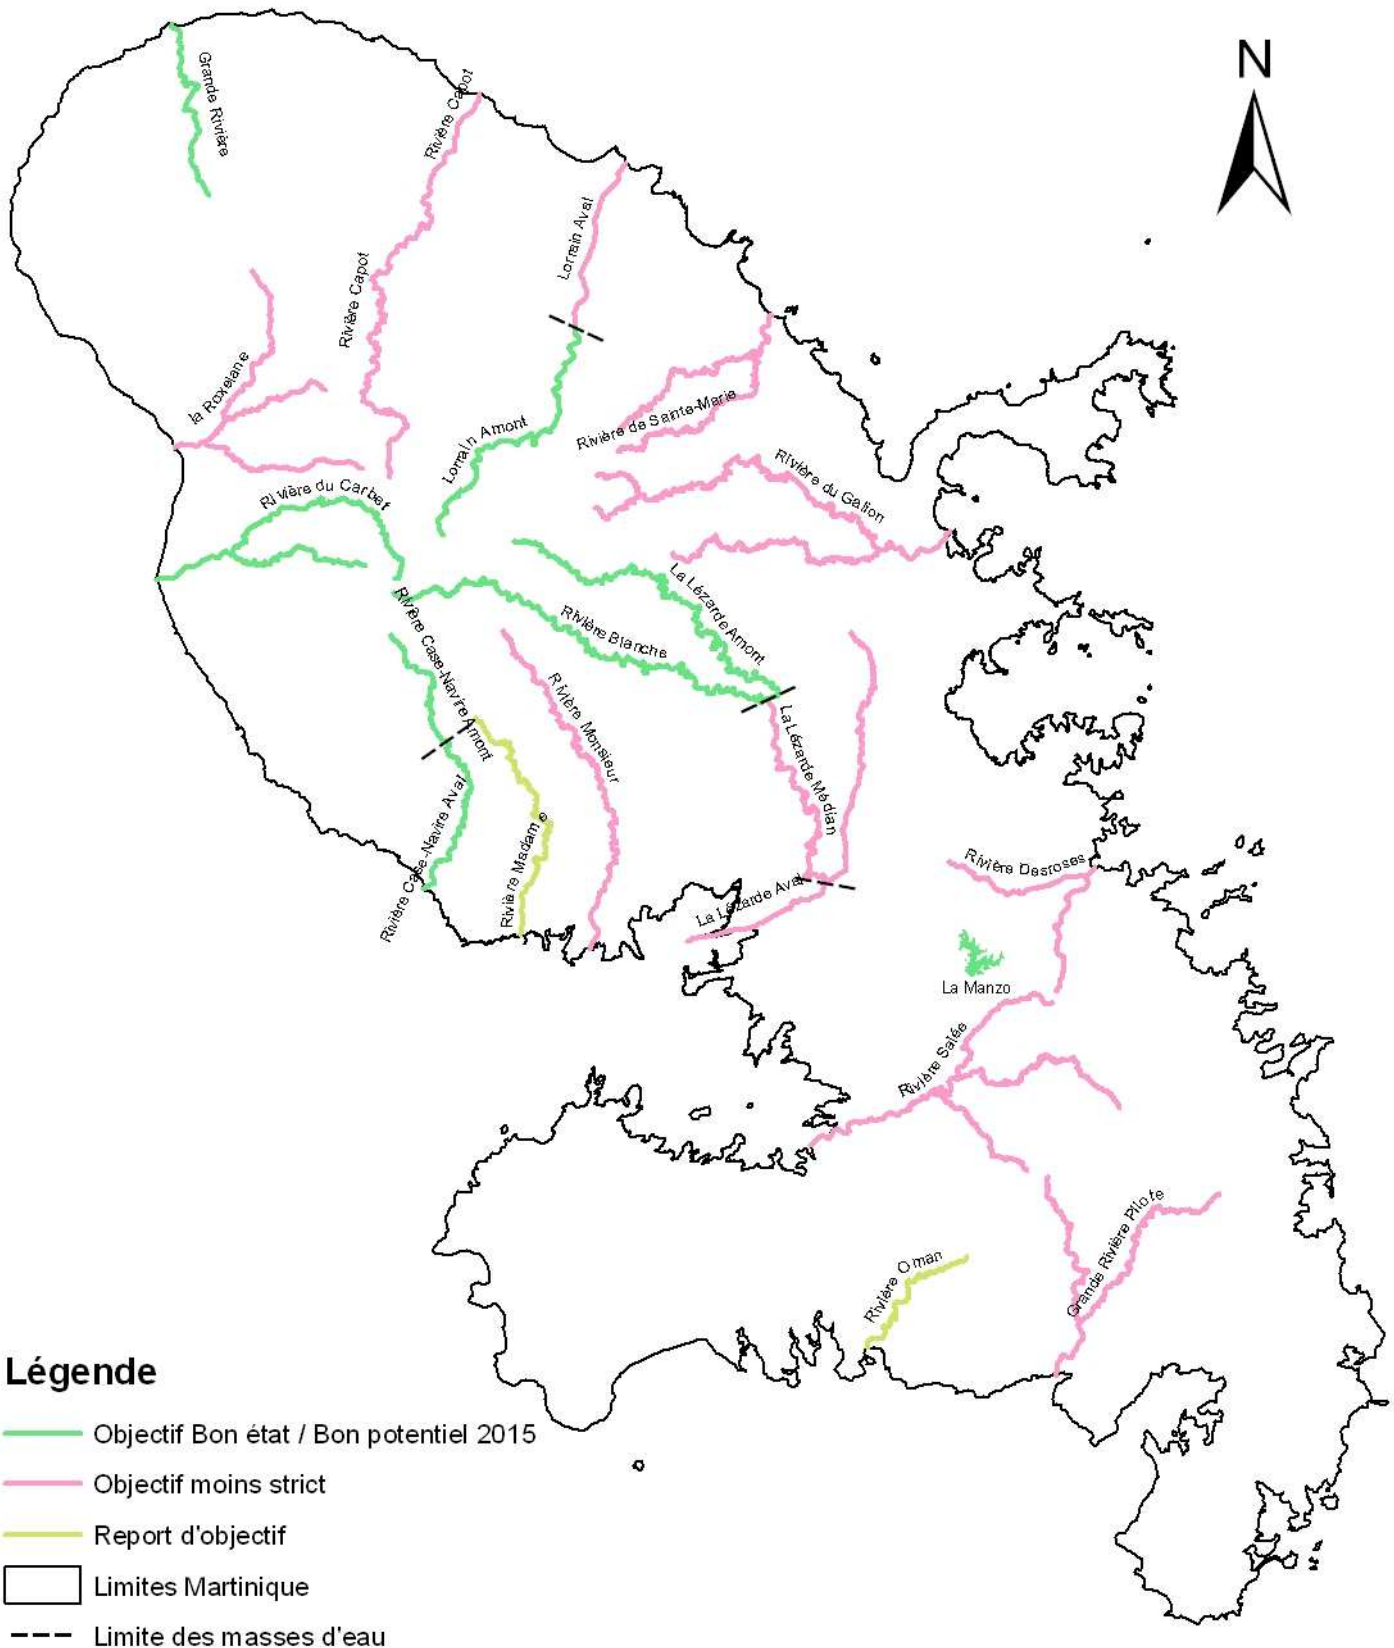 N
Grande Rivière
Rivière Capot
Rivière Capot
Lorrain Aval
la Roxelane
Lorrain Amont
Rivière de Sainte-Marie
Rivière du Galion
Rivière du Carbet
La Lézarde Amont
Rivière Blanche
Rivière Case-Navire Amont
Rivière Monsieur
La Lézarde Médian
Rivière Case-Navire Aval
Rivière Madame
La Lézarde Aval
Rivière Desroses
La Manzo
Rivière Salée
Grande Rivière Pilote
Rivière Oman
Légende
Objectif Bon état / Bon potentiel 2015
Objectif moins strict
Report d'objectif
Limites Martinique
Limite des masses d'eau